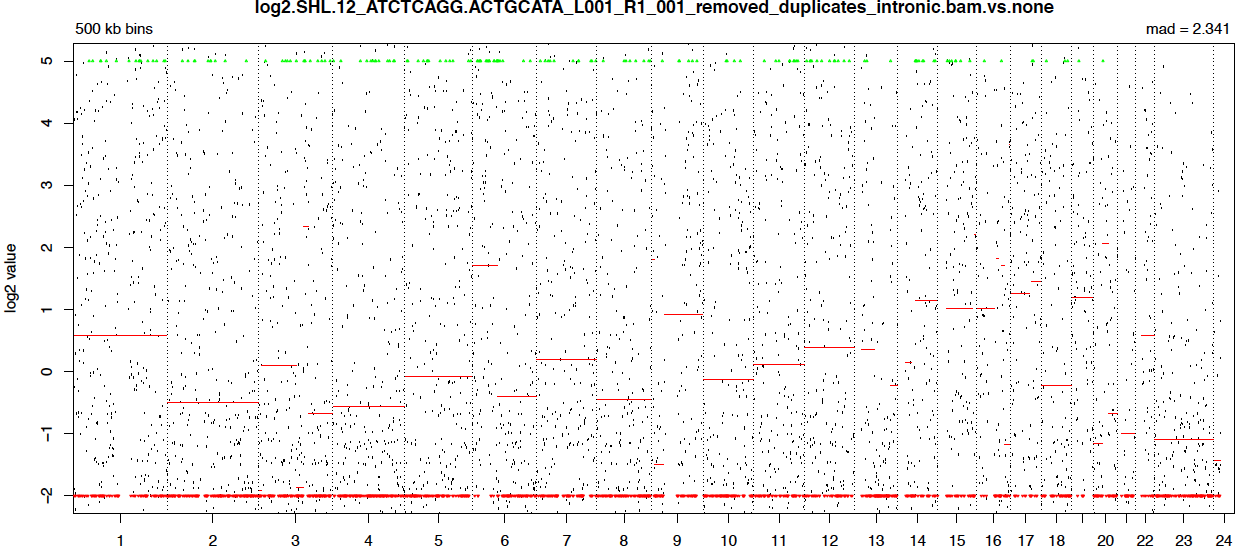 log2.SHL.12_ATCTCAGG.ACTGCATA_L001_R1_001_removed_duplicates_intronic.bam.vs.none
500 kb bins mad = 2.341
5
4
3
2
1
0
−1
−2
log2 value
1 2 3 4 5 6 7 8 9 10 11 12 13 14 15 16 17 18 20 22 23 24